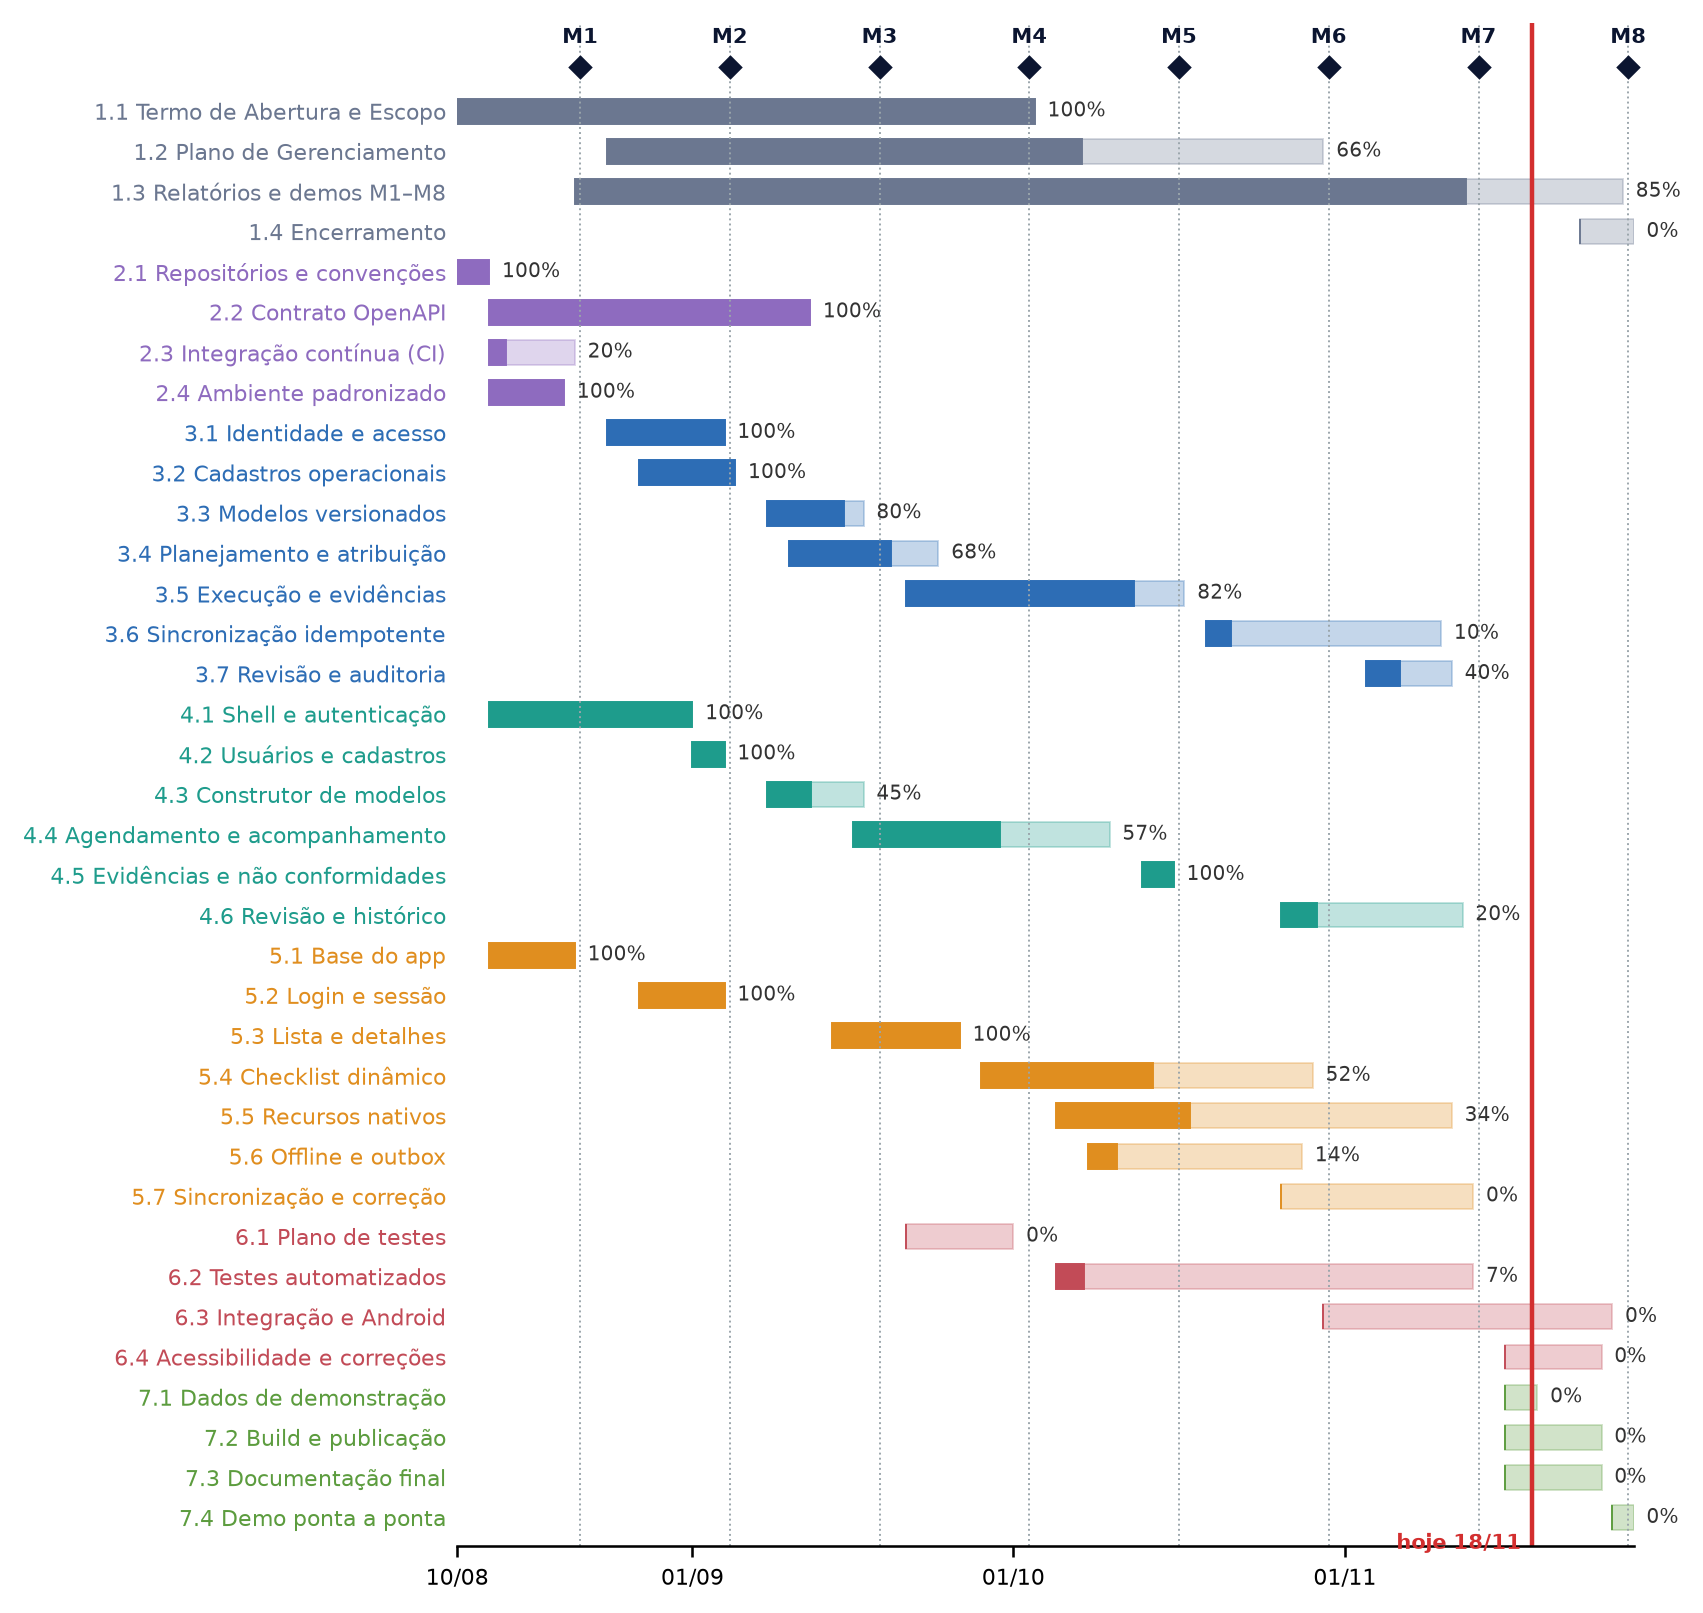 M1 M2 M3 M4 M5 M6 M7 M8
1.1 Termo de Abertura e Escopo 100%
1.2 Plano de Gerenciamento 66%
1.3 Relatórios e demos M1–M8 85%
1.4 Encerramento 0%
2.1 Repositórios e convenções 100%
2.2 Contrato OpenAPI 100%
2.3 Integração contínua (CI) 20%
2.4 Ambiente padronizado 100%
3.1 Identidade e acesso 100%
3.2 Cadastros operacionais 100%
3.3 Modelos versionados 80%
3.4 Planejamento e atribuição 68%
3.5 Execução e evidências 82%
3.6 Sincronização idempotente 10%
3.7 Revisão e auditoria 40%
4.1 Shell e autenticação 100%
4.2 Usuários e cadastros 100%
4.3 Construtor de modelos 45%
4.4 Agendamento e acompanhamento 57%
4.5 Evidências e não conformidades 100%
4.6 Revisão e histórico 20%
5.1 Base do app 100%
5.2 Login e sessão 100%
5.3 Lista e detalhes 100%
5.4 Checklist dinâmico 52%
5.5 Recursos nativos 34%
5.6 Offline e outbox 14%
5.7 Sincronização e correção 0%
6.1 Plano de testes 0%
6.2 Testes automatizados 7%
6.3 Integração e Android 0%
6.4 Acessibilidade e correções 0%
7.1 Dados de demonstração 0%
7.2 Build e publicação 0%
7.3 Documentação final 0%
7.4 Demo ponta a ponta 0%
hoje 18/11
10/08 01/09 01/10 01/11